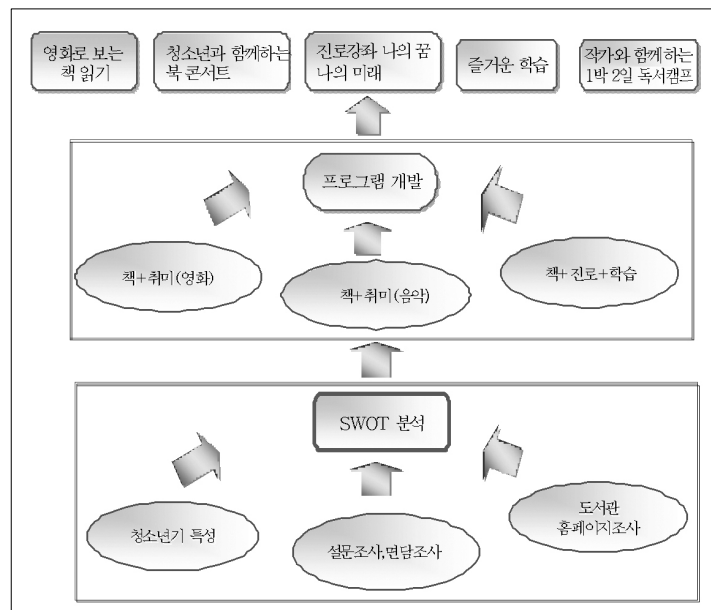 영화로 보는
책 읽기
청소년과 함께하는
북 콘서트
진로강좌 나의 꿈
나의 미래
즐거운 학습
작가와 함께하는
1박 2일 독서캠프
프로그램 개발
책+취미(영화)
책+취미(음악)
책+진로+학습
SWOT 분석
청소년기 특성
설문조사,면담조사
도서관
홈페이지조사